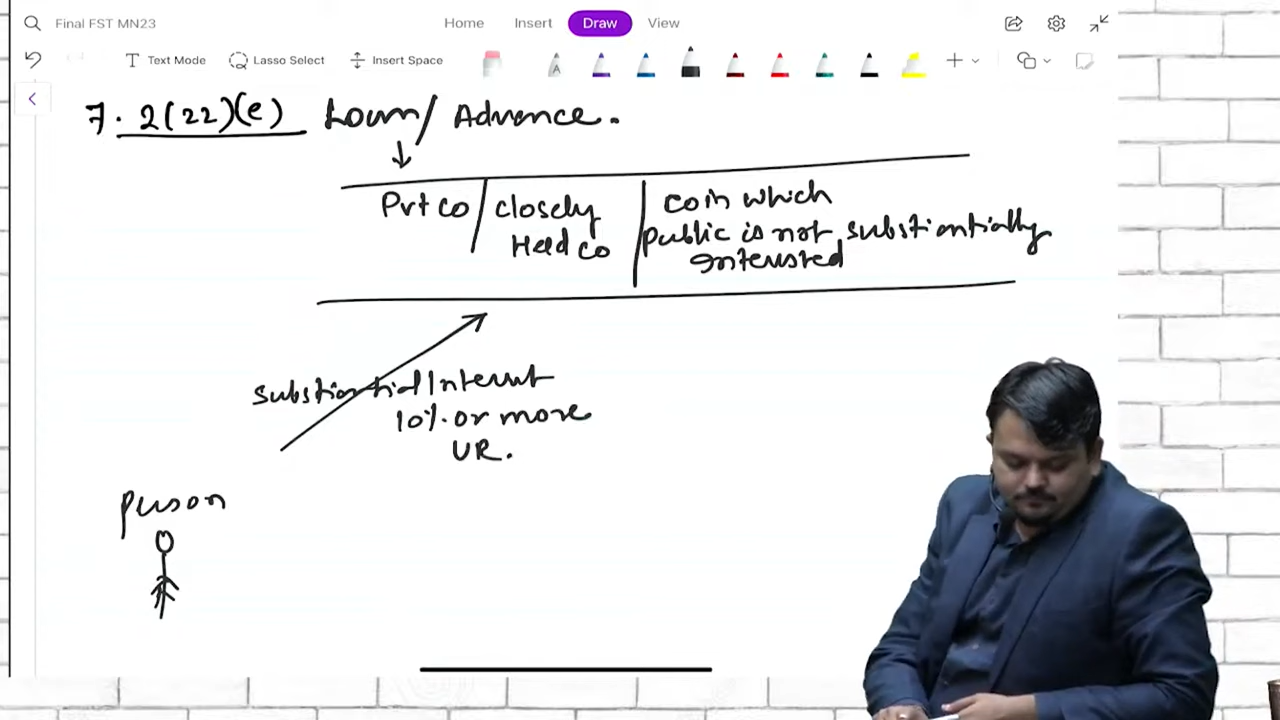 Final FST MN23
Home Insert Draw View
Text Mode Lasso Select Insert Space
7. 2(22)(e) Loan/ Advance.
Pvt co / closely Held co | co in which public is not substantially Interested
Substantial Interest
10% or more
VR.
Person